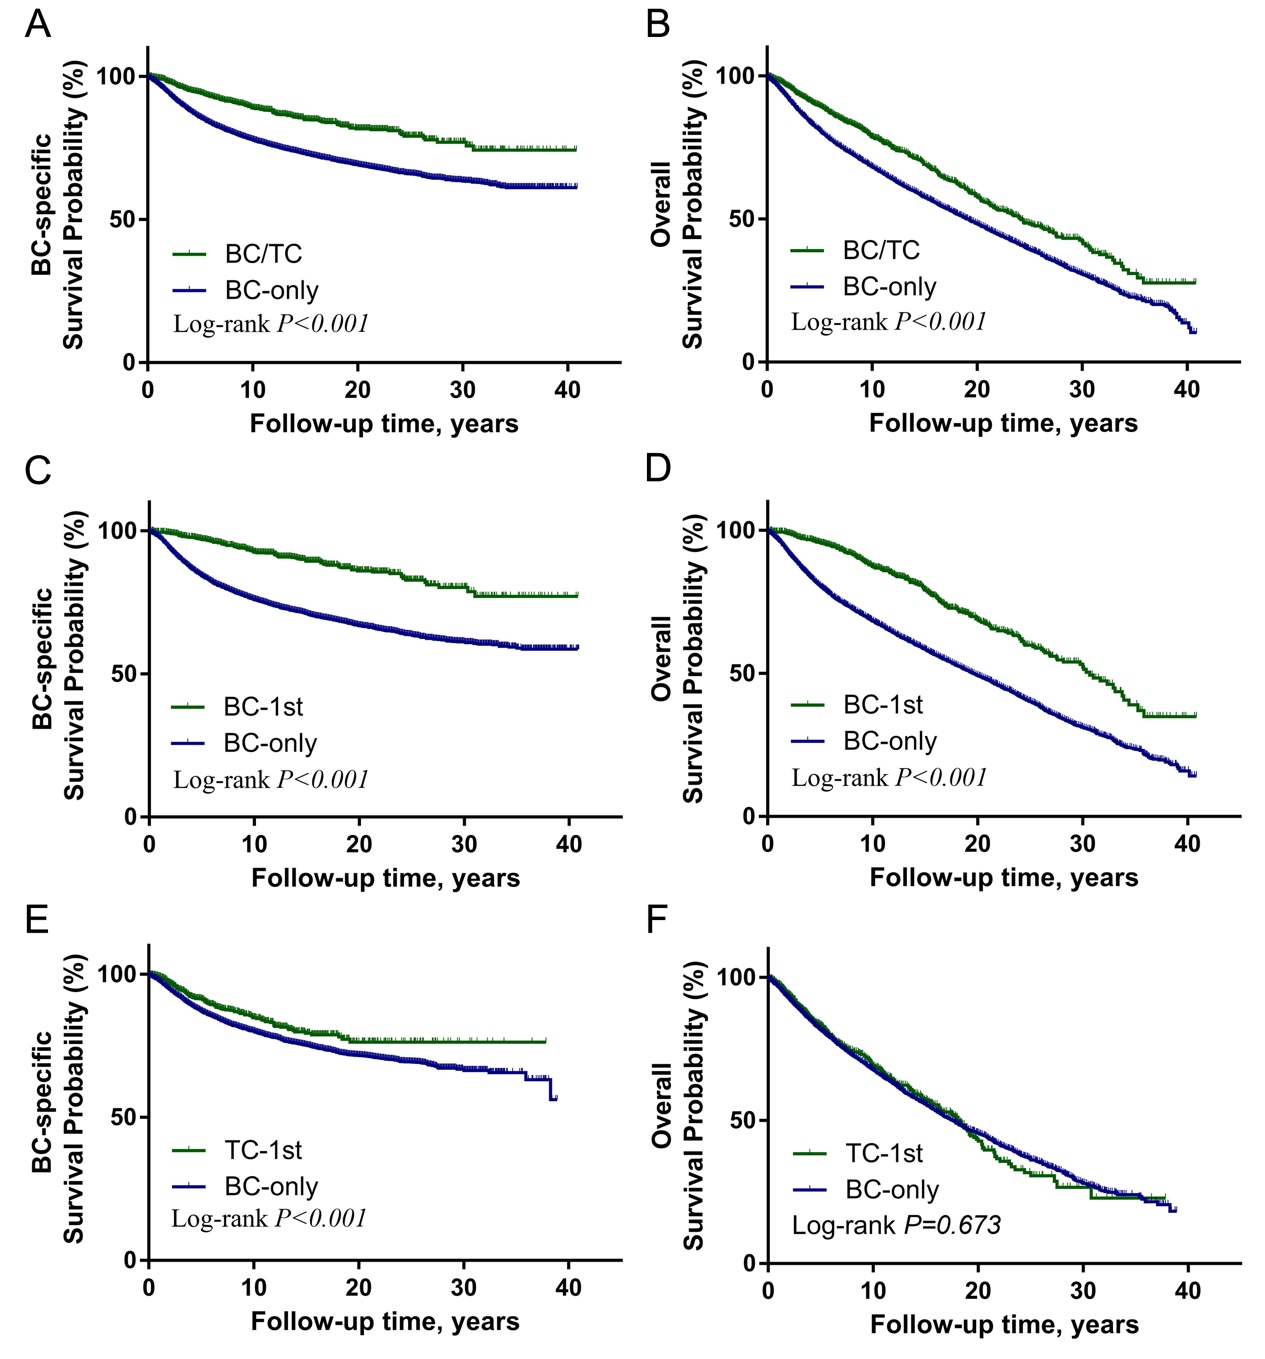 A
BC-specific
Survival Probability (%)
100
50
0
BC/TC
BC-only
Log-rank P<0.001
0 10 20 30 40
Follow-up time, years
B
Overall
Survival Probability (%)
100
50
0
BC/TC
BC-only
Log-rank P<0.001
0 10 20 30 40
Follow-up time, years
C
BC-specific
Survival Probability (%)
100
50
0
BC-1st
BC-only
Log-rank P<0.001
0 10 20 30 40
Follow-up time, years
D
Overall
Survival Probability (%)
100
50
0
BC-1st
BC-only
Log-rank P<0.001
0 10 20 30 40
Follow-up time, years
E
BC-specific
Survival Probability (%)
100
50
0
TC-1st
BC-only
Log-rank P<0.001
0 10 20 30 40
Follow-up time, years
F
Overall
Survival Probability (%)
100
50
0
TC-1st
BC-only
Log-rank P=0.673
0 10 20 30 40
Follow-up time, years